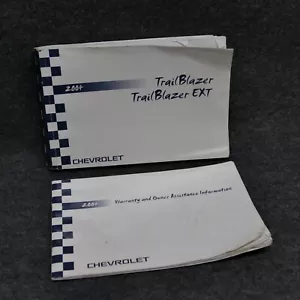 2004
TrailBlazer
TrailBlazer EXT
CHEVROLET
2004
Warranty and Owner Assistance Information
CHEVROLET